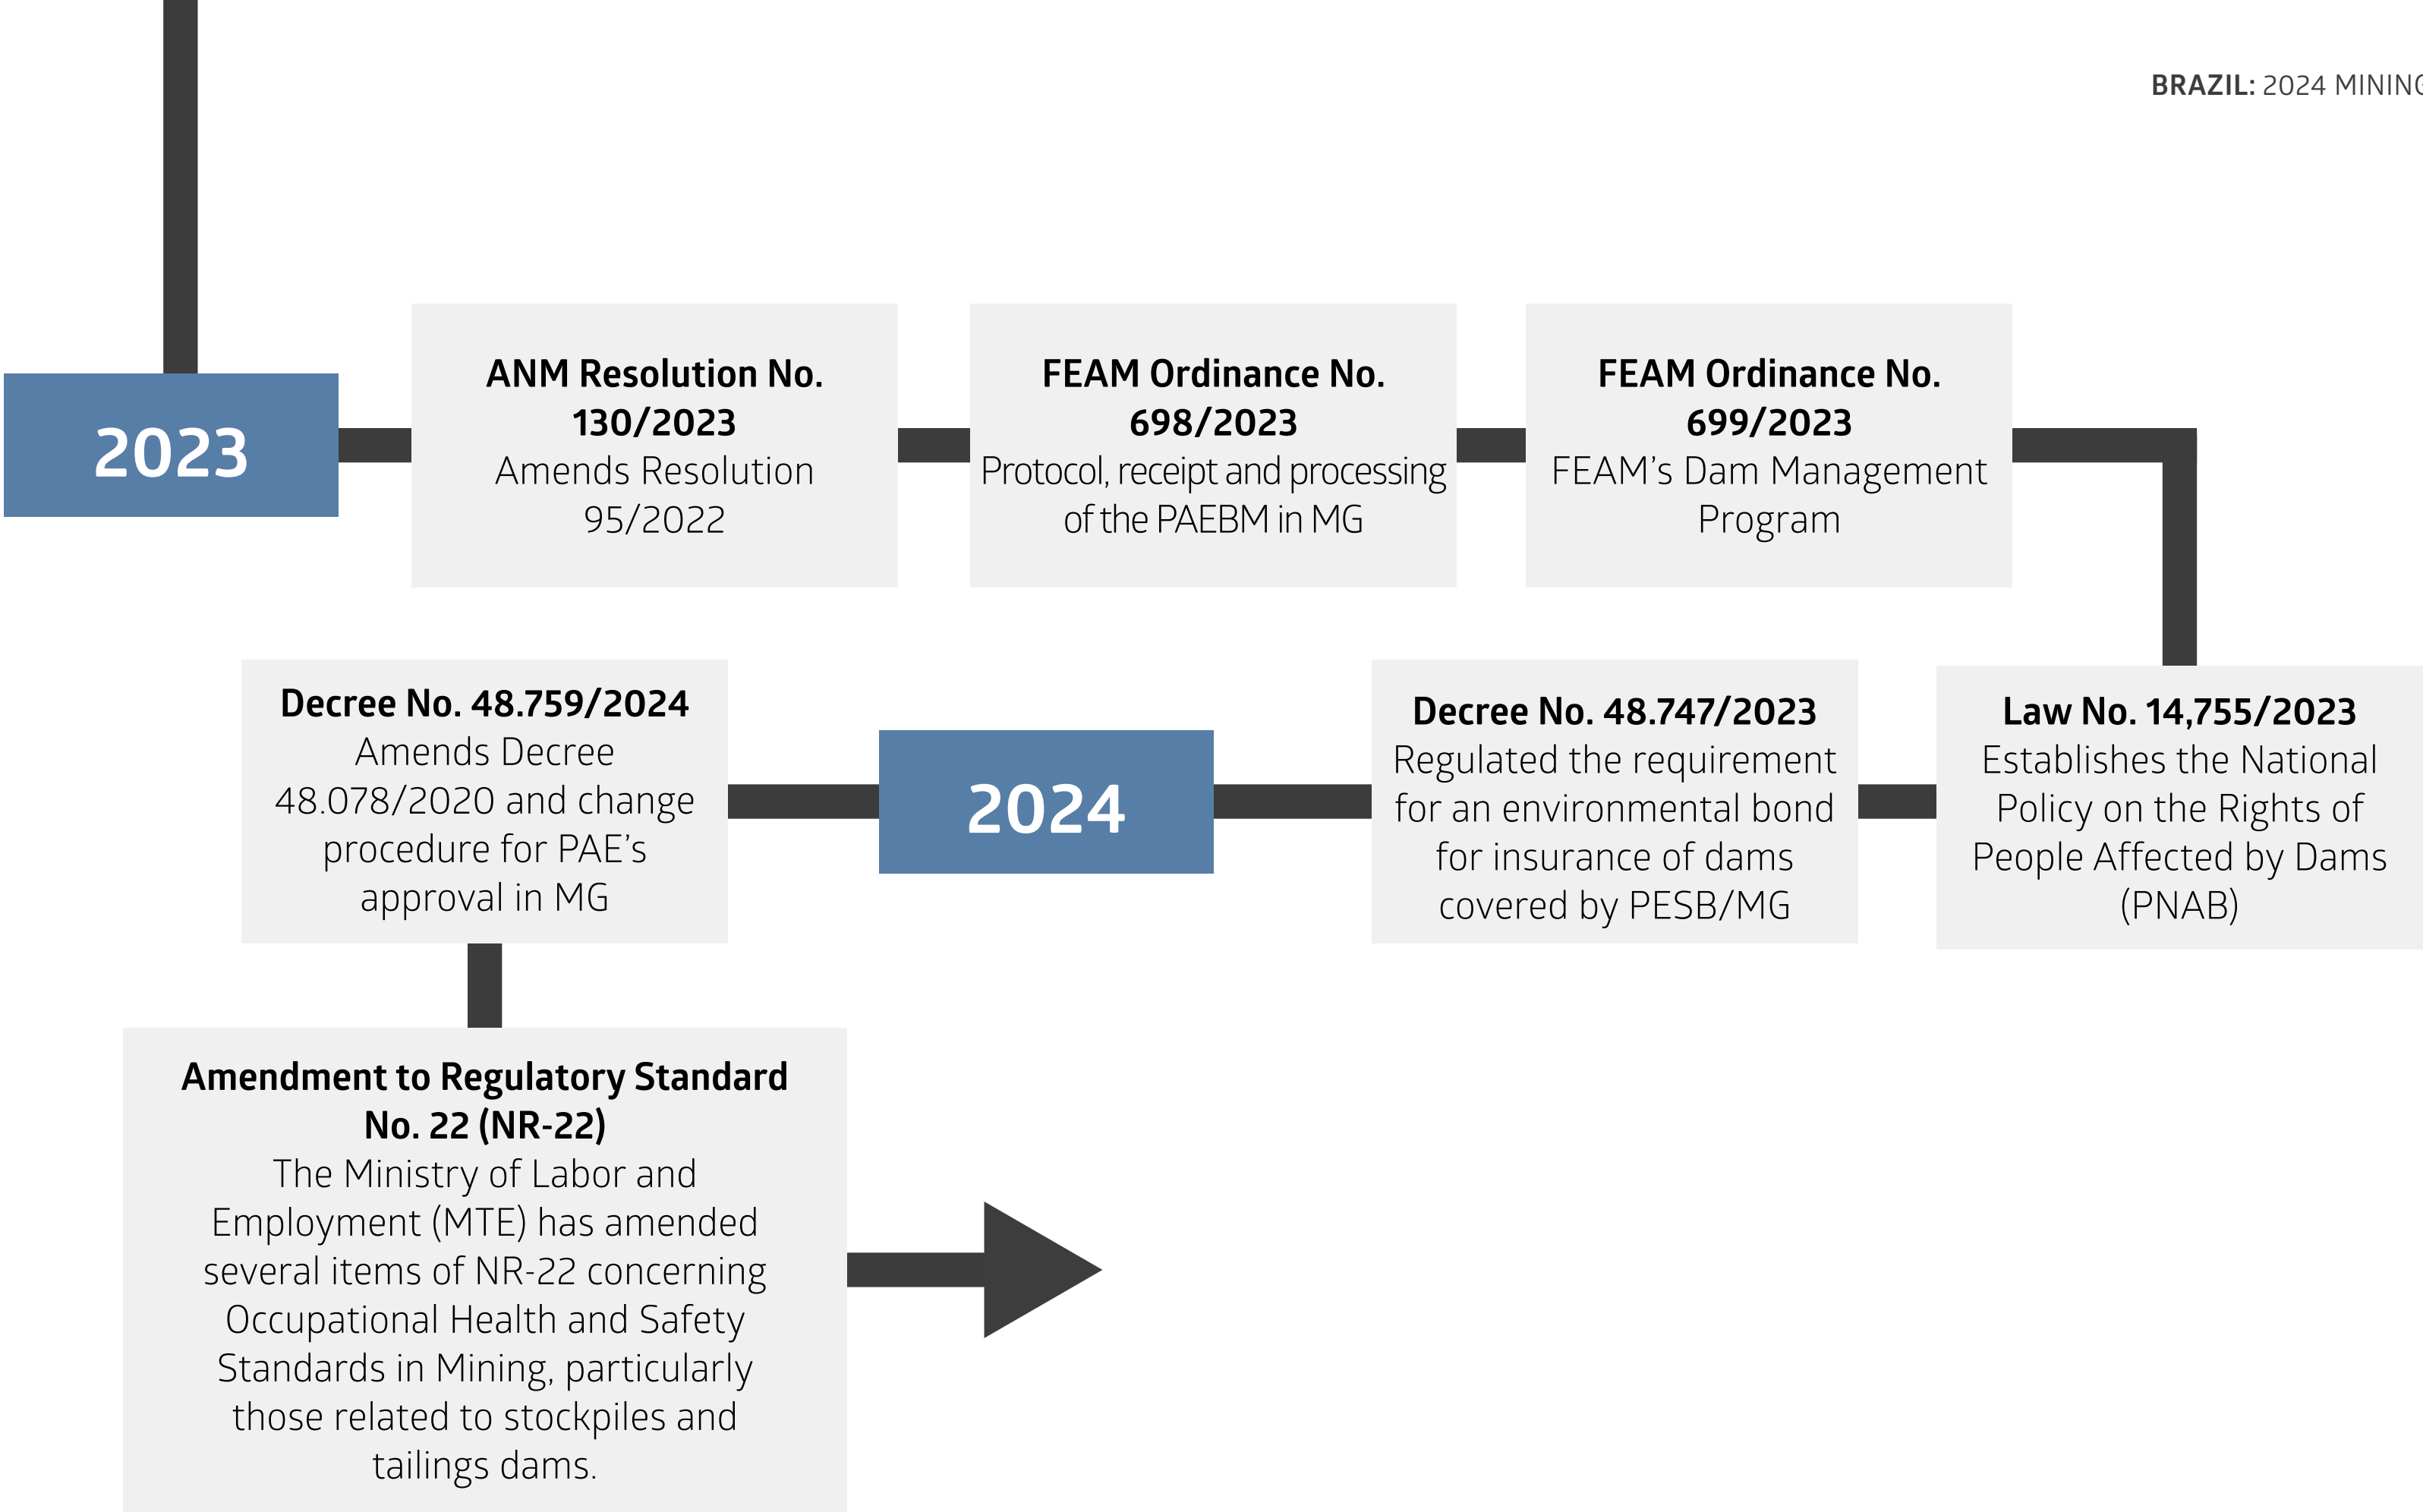 BRAZIL: 2024 MINING
2023
ANM Resolution No.
130/2023
Amends Resolution
95/2022
FEAM Ordinance No.
698/2023
Protocol, receipt and processing
of the PAEBM in MG
FEAM Ordinance No.
699/2023
FEAM’s Dam Management
Program
Law No. 14,755/2023
Establishes the National
Policy on the Rights of
People Affected by Dams
(PNAB)
Decree No. 48.747/2023
Regulated the requirement
for an environmental bond
for insurance of dams
covered by PESB/MG
2024
Decree No. 48.759/2024
Amends Decree
48.078/2020 and change
procedure for PAE’s
approval in MG
Amendment to Regulatory Standard
No. 22 (NR-22)
The Ministry of Labor and
Employment (MTE) has amended
several items of NR-22 concerning
Occupational Health and Safety
Standards in Mining, particularly
those related to stockpiles and
tailings dams.